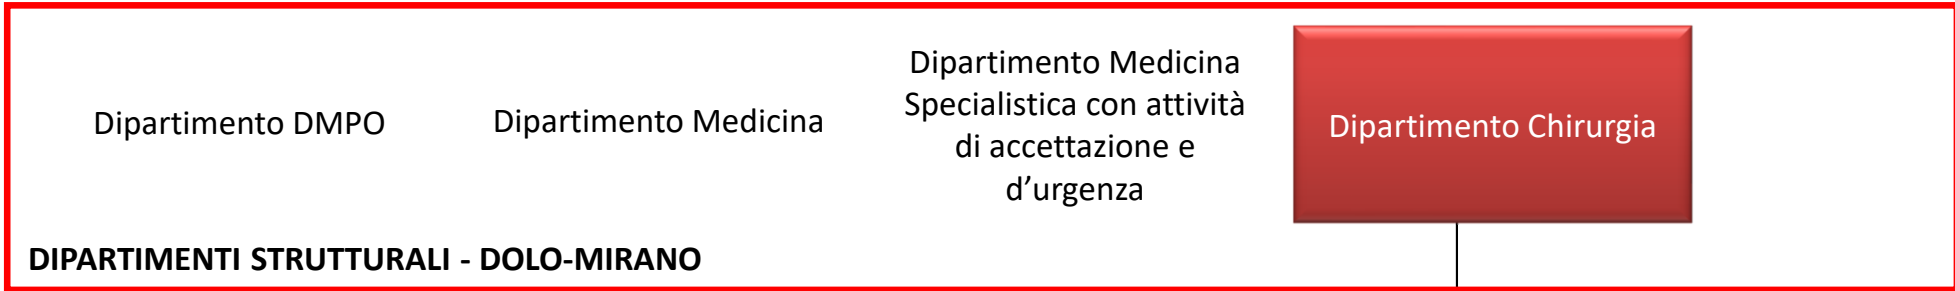 Dipartimento DMPO
Dipartimento Medicina
Dipartimento Medicina
Specialistica con attività
di accettazione e
d’urgenza
Dipartimento Chirurgia
DIPARTIMENTI STRUTTURALI - DOLO-MIRANO